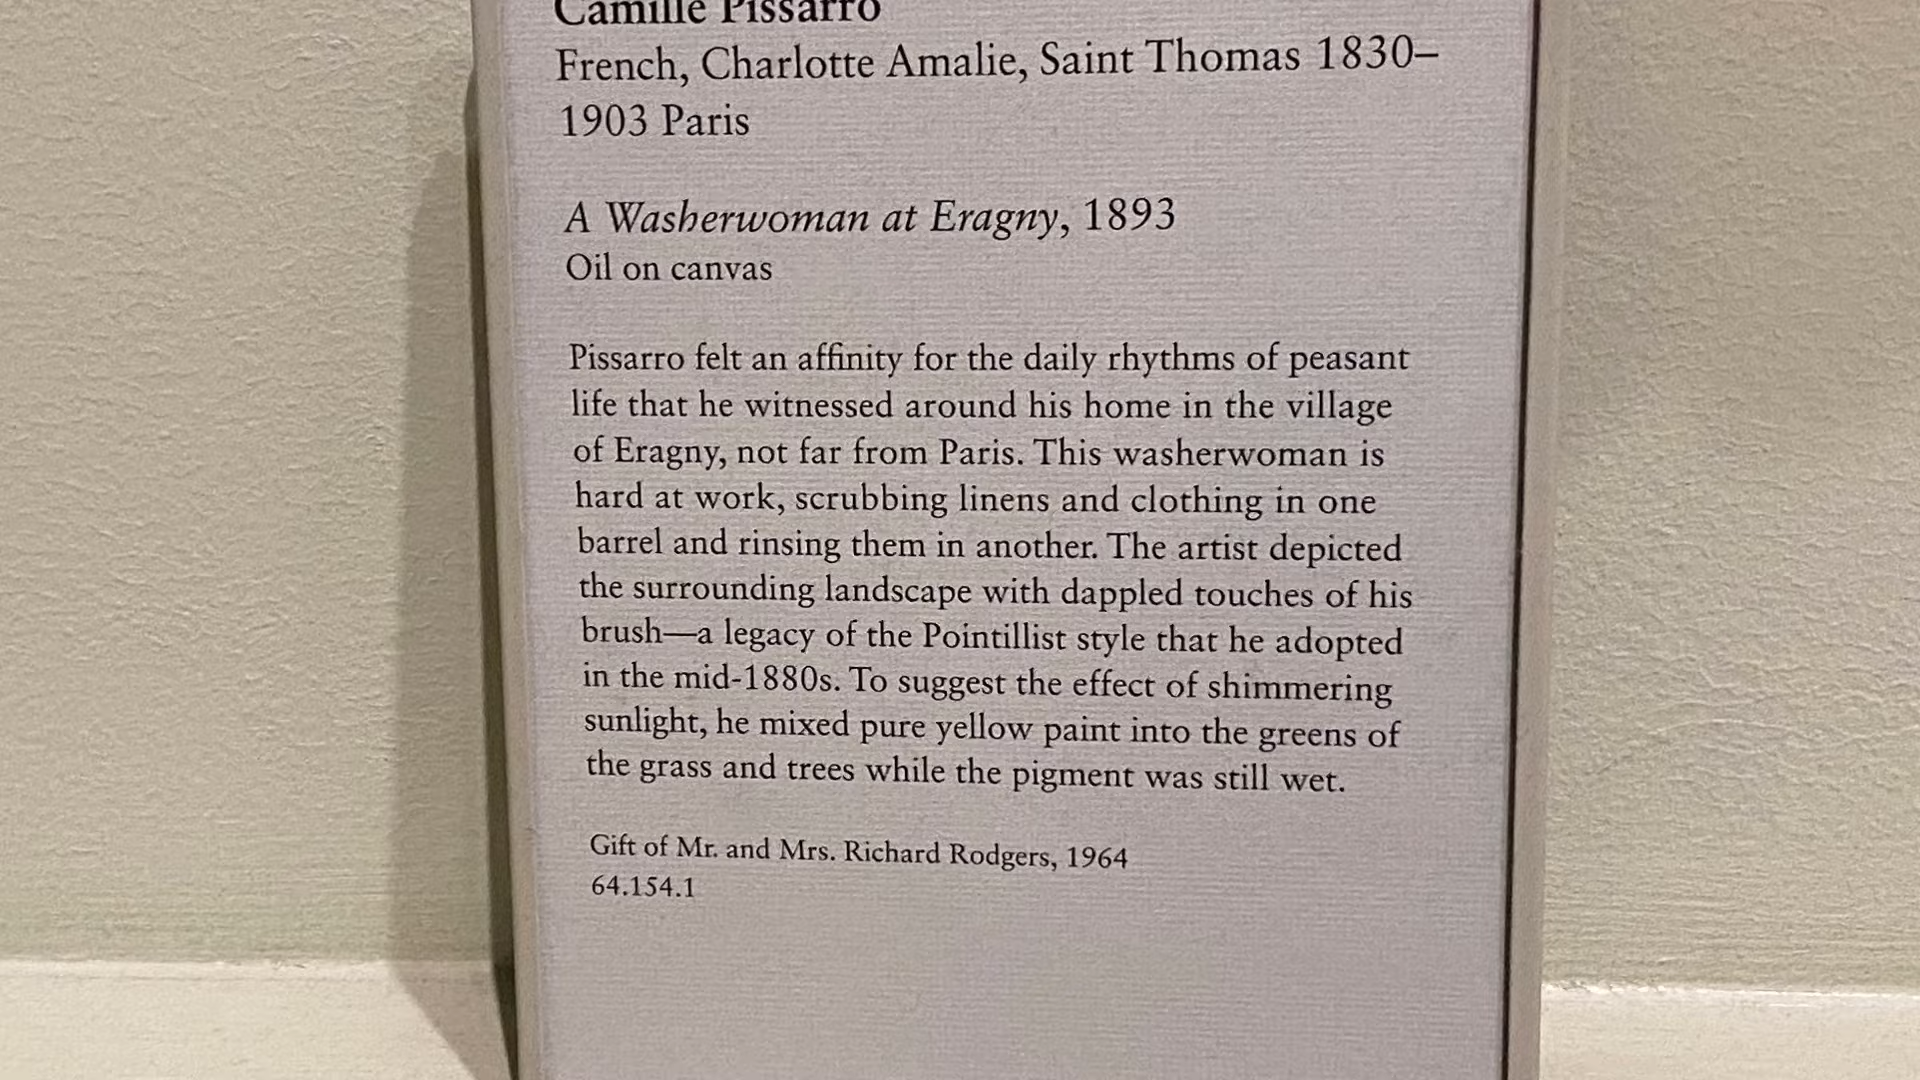 Camille Pissarro
French, Charlotte Amalie, Saint Thomas 1830–
1903 Paris
A Washerwoman at Eragny, 1893
Oil on canvas
Pissarro felt an affinity for the daily rhythms of peasant
life that he witnessed around his home in the village
of Eragny, not far from Paris. This washerwoman is
hard at work, scrubbing linens and clothing in one
barrel and rinsing them in another. The artist depicted
the surrounding landscape with dappled touches of his
brush—a legacy of the Pointillist style that he adopted
in the mid-1880s. To suggest the effect of shimmering
sunlight, he mixed pure yellow paint into the greens of
the grass and trees while the pigment was still wet.
Gift of Mr. and Mrs. Richard Rodgers, 1964
64.154.1